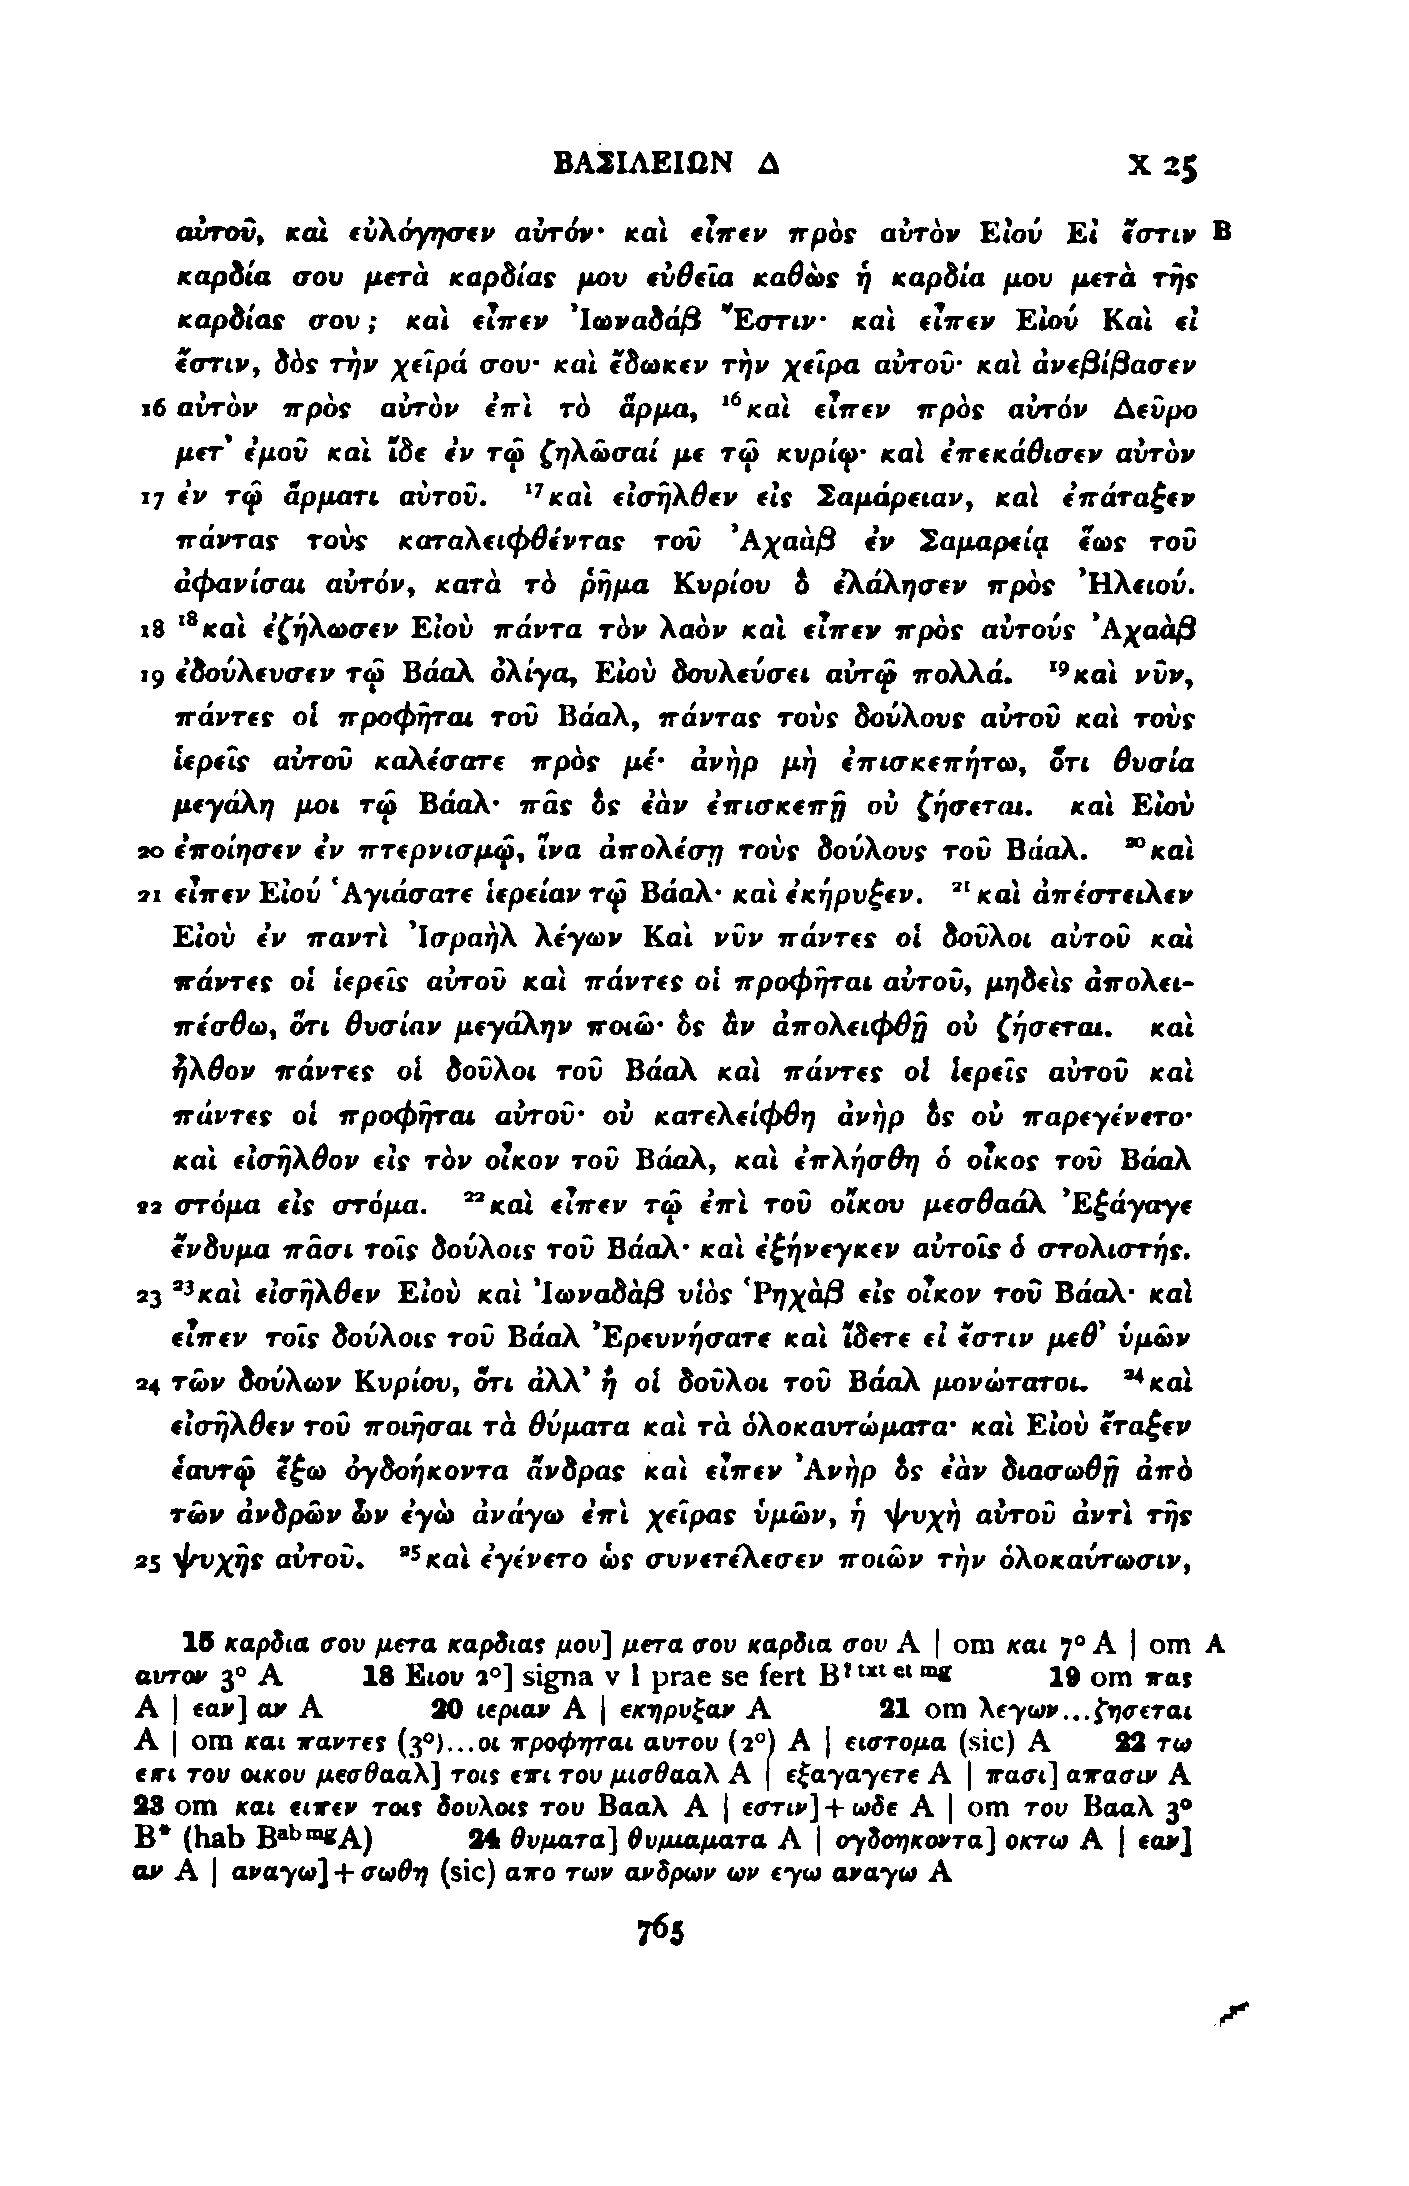 ΒΑΣΙΛΕΙΩΝ Δ X 25
αὐτοῦ, καὶ εὐλόγησεν αὐτόν· καὶ εἶπεν πρὸς αὐτὸν Εἰού Εἰ ἔστιν B
καρδία σου μετὰ καρδίας μου εὐθεῖα καθὼς ἡ καρδία μου μετὰ τῆς
καρδίας σου; καὶ εἶπεν Ἰωναδάβ Ἔστιν· καὶ εἶπεν Εἰού Καὶ εἰ
ἔστιν, δὸς τὴν χεῖρά σου· καὶ ἔδωκεν τὴν χεῖρα αὐτοῦ· καὶ ἀνεβίβασεν
16 αὐτὸν πρὸς αὐτὸν ἐπὶ τὸ ἅρμα, ¹⁶καὶ εἶπεν πρὸς αὐτόν Δεῦρο
μετ᾽ ἐμοῦ καὶ ἴδε ἐν τῷ ζηλῶσαί με τῷ κυρίῳ· καὶ ἐπεκάθισεν αὐτὸν
17 ἐν τῷ ἅρματι αὐτοῦ. ¹⁷καὶ εἰσῆλθεν εἰς Σαμάρειαν, καὶ ἐπάταξεν
πάντας τοὺς καταλειφθέντας τοῦ Ἀχαὰβ ἐν Σαμαρείᾳ ἕως τοῦ
ἀφανίσαι αὐτόν, κατὰ τὸ ῥῆμα Κυρίου ὃ ἐλάλησεν πρὸς Ἠλειού.
18 ¹⁸καὶ ἐζήλωσεν Εἰοὺ πάντα τὸν λαὸν καὶ εἶπεν πρὸς αὐτούς Ἀχαὰβ
19 ἐδούλευσεν τῷ Βάαλ ὀλίγα, Εἰοὺ δουλεύσει αὐτῷ πολλά. ¹⁹καὶ νῦν,
πάντες οἱ προφῆται τοῦ Βάαλ, πάντας τοὺς δούλους αὐτοῦ καὶ τοὺς
ἱερεῖς αὐτοῦ καλέσατε πρὸς μέ· ἀνὴρ μὴ ἐπισκεπήτω, ὅτι θυσία
μεγάλη μοι τῷ Βάαλ· πᾶς ὃς ἐὰν ἐπισκεπῇ οὐ ζήσεται. καὶ Εἰοὺ
20 ἐποίησεν ἐν πτερνισμῷ, ἵνα ἀπολέσῃ τοὺς δούλους τοῦ Βάαλ. ²⁰καὶ
21 εἶπεν Εἰού Ἁγιάσατε ἱερείαν τῷ Βάαλ· καὶ ἐκήρυξεν. ²¹καὶ ἀπέστειλεν
Εἰοὺ ἐν παντὶ Ἰσραὴλ λέγων Καὶ νῦν πάντες οἱ δοῦλοι αὐτοῦ καὶ
πάντες οἱ ἱερεῖς αὐτοῦ καὶ πάντες οἱ προφῆται αὐτοῦ, μηδεὶς ἀπολει-
πέσθω, ὅτι θυσίαν μεγάλην ποιῶ· ὃς ἂν ἀπολειφθῇ οὐ ζήσεται. καὶ
ἦλθον πάντες οἱ δοῦλοι τοῦ Βάαλ καὶ πάντες οἱ ἱερεῖς αὐτοῦ καὶ
πάντες οἱ προφῆται αὐτοῦ· οὐ κατελείφθη ἀνὴρ ὃς οὐ παρεγένετο·
καὶ εἰσῆλθον εἰς τὸν οἶκον τοῦ Βάαλ, καὶ ἐπλήσθη ὁ οἶκος τοῦ Βάαλ
22 στόμα εἰς στόμα. ²²καὶ εἶπεν τῷ ἐπὶ τοῦ οἴκου μεσθαάλ Ἐξάγαγε
ἔνδυμα πᾶσι τοῖς δούλοις τοῦ Βάαλ· καὶ ἐξήνεγκεν αὐτοῖς ὁ στολιστής.
23 ²³καὶ εἰσῆλθεν Εἰοὺ καὶ Ἰωναδὰβ υἱὸς Ῥηχὰβ εἰς οἶκον τοῦ Βάαλ· καὶ
εἶπεν τοῖς δούλοις τοῦ Βάαλ Ἐρευνήσατε καὶ ἴδετε εἰ ἔστιν μεθ᾽ ὑμῶν
24 τῶν δούλων Κυρίου, ὅτι ἀλλ᾽ ἢ οἱ δοῦλοι τοῦ Βάαλ μονώτατοι. ²⁴καὶ
εἰσῆλθεν τοῦ ποιῆσαι τὰ θύματα καὶ τὰ ὁλοκαυτώματα· καὶ Εἰοὺ ἔταξεν
ἑαυτῷ ἔξω ὀγδοήκοντα ἄνδρας καὶ εἶπεν Ἀνὴρ ὃς ἐὰν διασωθῇ ἀπὸ
τῶν ἀνδρῶν ὧν ἐγὼ ἀνάγω ἐπὶ χεῖρας ὑμῶν, ἡ ψυχὴ αὐτοῦ ἀντὶ τῆς
25 ψυχῆς αὐτοῦ. ²⁵καὶ ἐγένετο ὡς συνετέλεσεν ποιῶν τὴν ὁλοκαύτωσιν,
15 καρδια σου μετα καρδιας μου] μετα σου καρδια σου A | om και 7° A | om A
αυτον 3° A 18 Ειου 2°] signa v l prae se fert B? txt et mg 19 om πας
A | εαν] αν A 20 ιεριαν A | εκηρυξαν A 21 om λεγων...ζησεται
A | om και παντες (3°)...οι προφηται αυτου (2°) A | ειστομα (sic) A 22 τω
επι του οικου μεσθααλ] τοις επι του μισθααλ A | εξαγαγετε A | πασι] απασιν A
23 om και ειπεν τοις δουλοις του Βααλ A | εστιν]+ωδε A | om του Βααλ 3°
B* (hab Bab mg A) 24 θυματα] θυμιαματα A | ογδοηκοντα] οκτω A | εαν]
αν A | αναγω]+σωθη (sic) απο των ανδρων ων εγω αναγω A
765